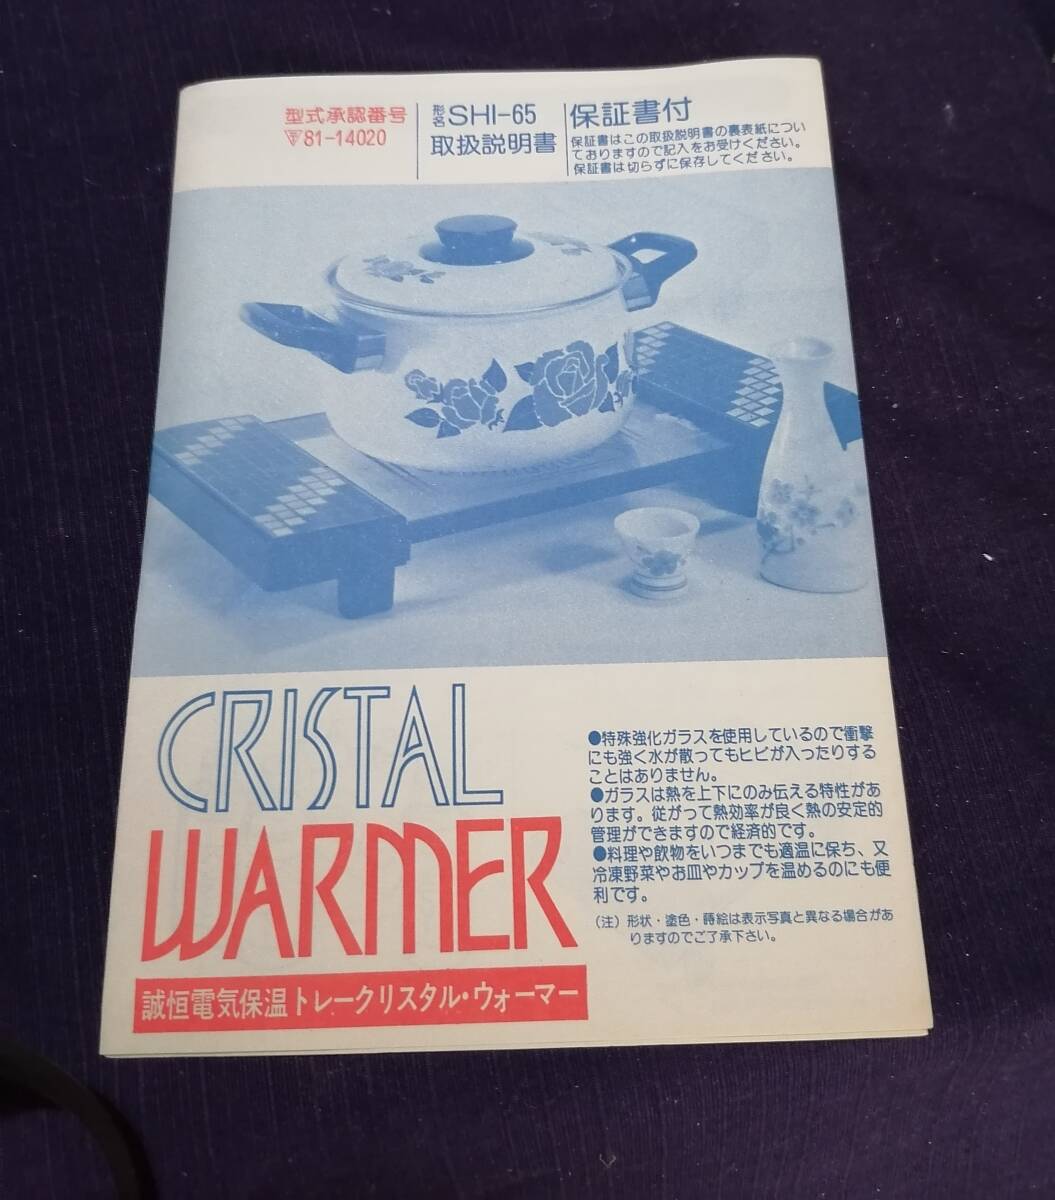 型式承認番号
81-14020
形名 SHI-65
取扱説明書
保証書付
保証書はこの取扱説明書の裏表紙につい
ておりますので記入をお受けください。
保証書は切らずに保存してください。
CRISTAL
WARMER
誠恒電気保温トレークリスタル・ウォーマー
●特殊強化ガラスを使用しているので衝撃
にも強く水が散ってもヒビが入ったりする
ことはありません。
●ガラスは熱を上下にのみ伝える特性があ
ります。従がって熱効率が良く熱の安定的
管理ができますので経済的です。
●料理や飲物をいつまでも適温に保ち、又
冷凍野菜やお皿やカップを温めるのにも便
利です。
(注) 形状・塗色・蒔絵は表示写真と異なる場合があ
りますのでご了承下さい。